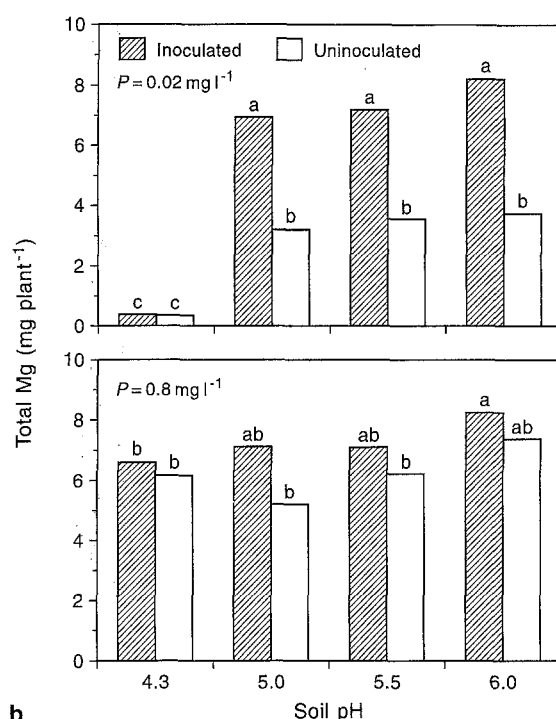 10
Inoculated Uninoculated
8
P = 0.02 mg l⁻¹
a a a
6
4
b b b
2
c c
0
Total Mg (mg plant⁻¹)
10
P = 0.8 mg l⁻¹
8
b b ab b ab b a ab
6
4
2
0
4.3 5.0 5.5 6.0
b Soil pH